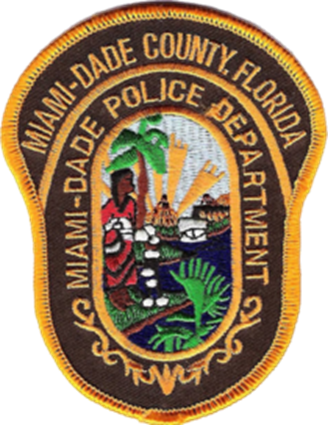 MIAMI-DADE COUNTY, FLORIDA
MIAMI-DADE POLICE DEPARTMENT